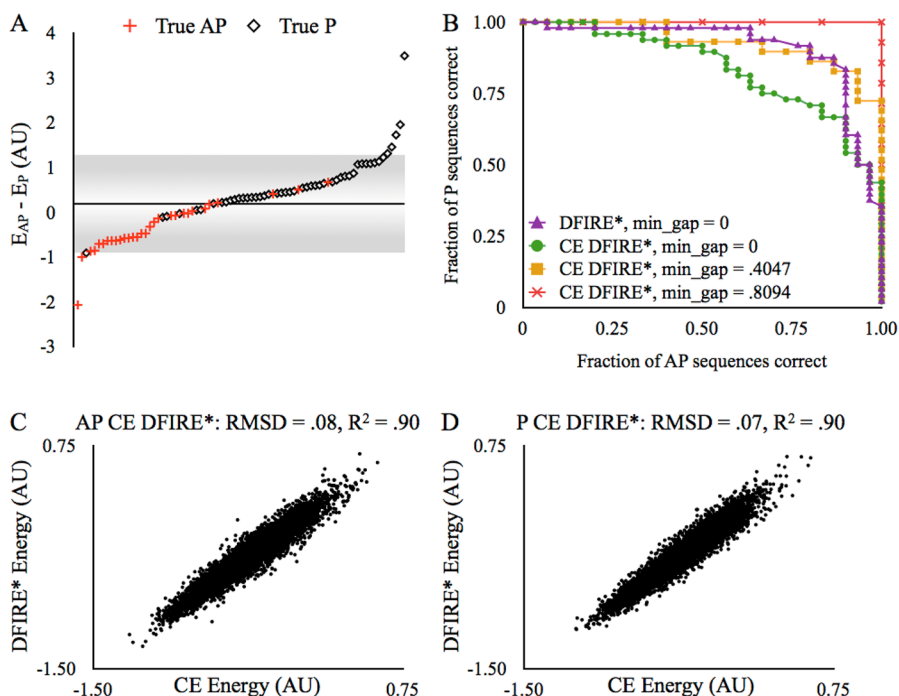 A
True AP
True P
4
3
2
1
0
-1
-2
-3
E_AP - E_P (AU)
B
1.00
0.75
0.50
0.25
0
Fraction of P sequences correct
DFIRE*, min_gap = 0
CE DFIRE*, min_gap = 0
CE DFIRE*, min_gap = .4047
CE DFIRE*, min_gap = .8094
0
0.25
0.50
0.75
1.00
Fraction of AP sequences correct
C
AP CE DFIRE*: RMSD = .08, R² = .90
0.75
DFIRE* Energy (AU)
-1.50
-1.50
CE Energy (AU)
0.75
D
P CE DFIRE*: RMSD = .07, R² = .90
0.75
DFIRE* Energy (AU)
-1.50
-1.50
CE Energy (AU)
0.75